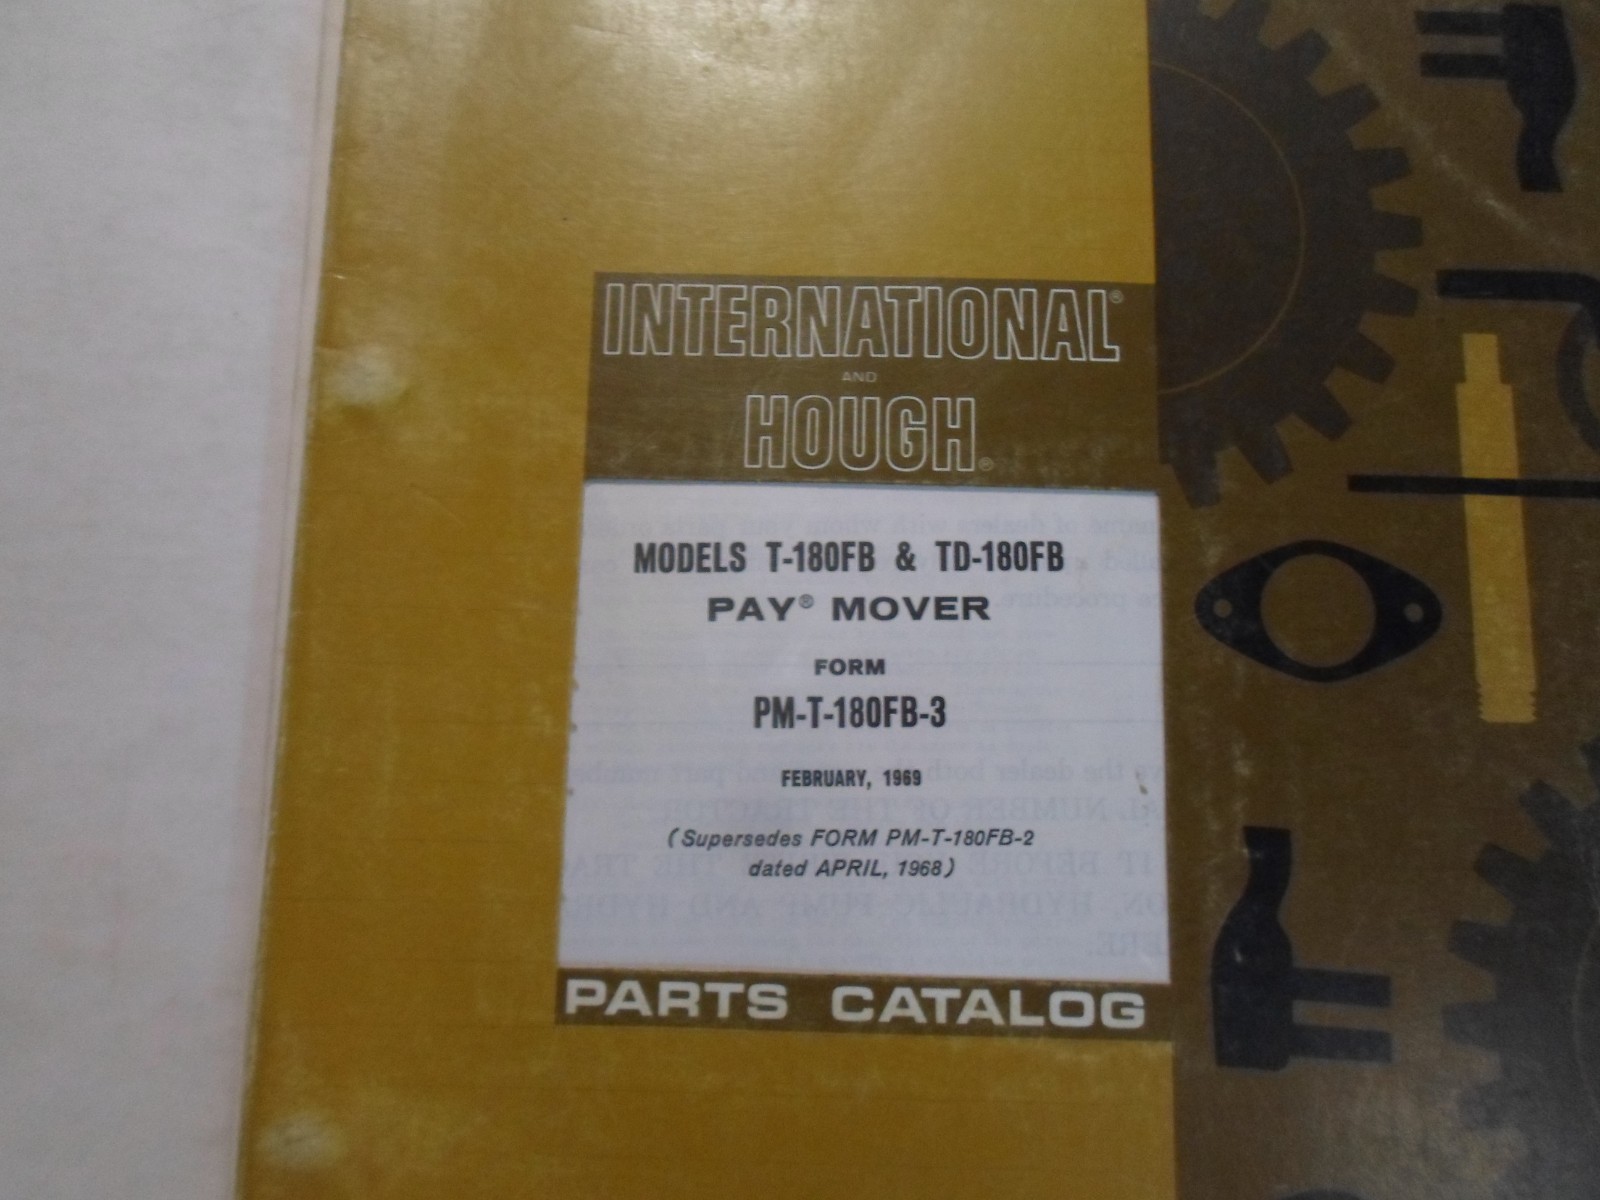 INTERNATIONAL®
AND
HOUGH®
MODELS T-180FB & TD-180FB
PAY® MOVER
FORM
PM-T-180FB-3
FEBRUARY, 1969
(Supersedes FORM PM-T-180FB-2
dated APRIL, 1968)
PARTS CATALOG